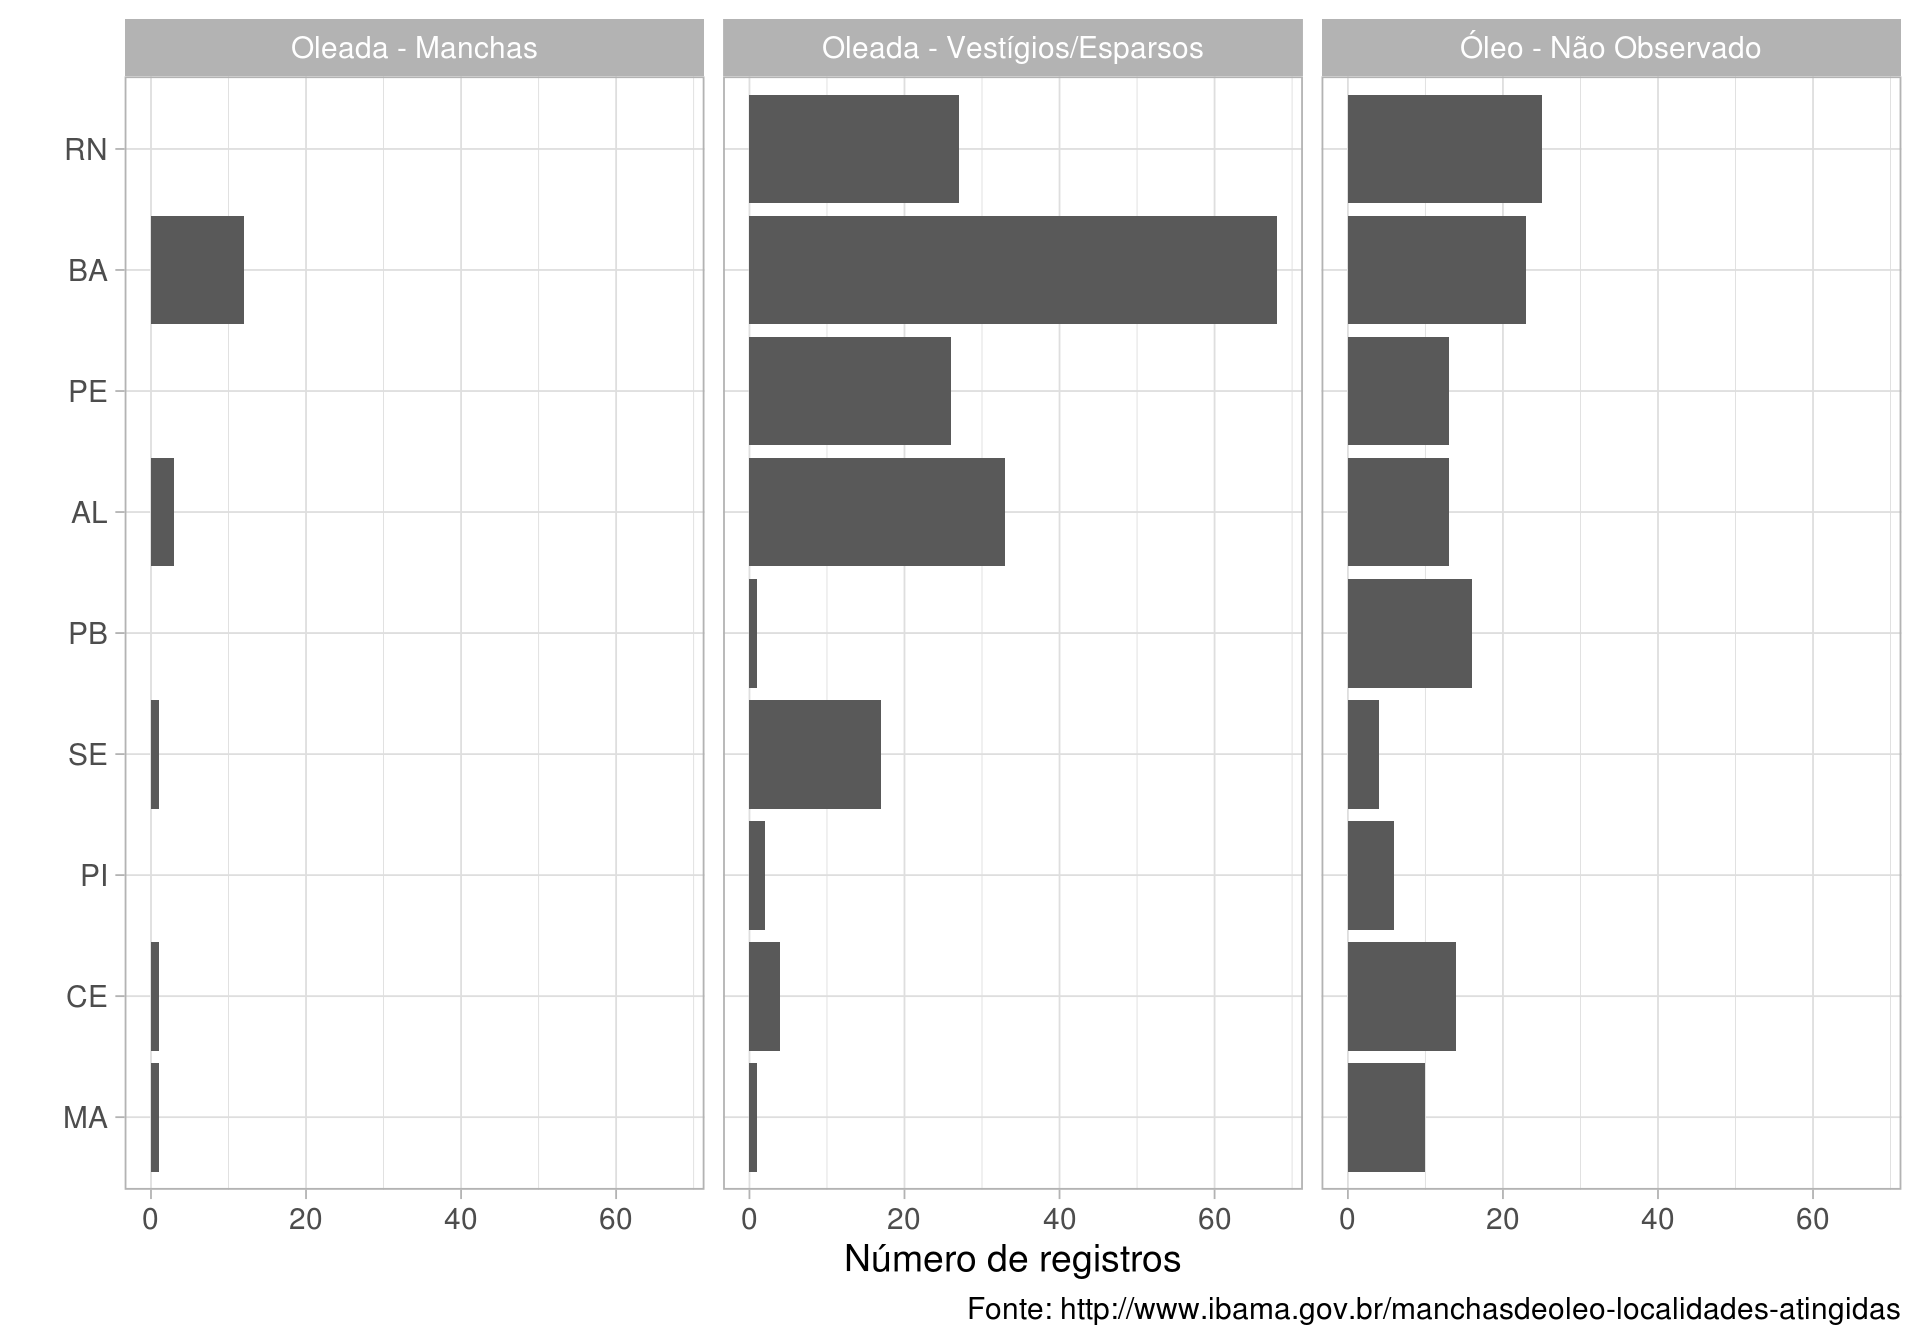 Oleada - Manchas
Oleada - Vestígios/Esparsos
Óleo - Não Observado
RN
BA
PE
AL
PB
SE
PI
CE
MA
0 20 40 60
0 20 40 60
0 20 40 60
Número de registros
Fonte: http://www.ibama.gov.br/manchasdeoleo-localidades-atingidas